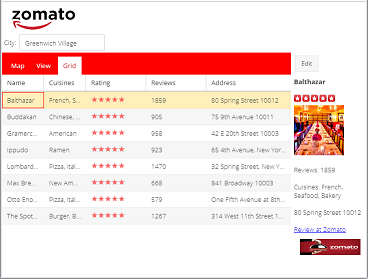 zomato
City: Greenwich Village
Map View Grid
Edit
Name Cuisines Rating Reviews Address
Balthazar French, S... 1859 80 Spring Street 10012
Buddakan Chinese, ... 905 75 9th Avenue 10011
Gramerc... American 958 42 E 20th Street 10003
Ippudo Ramen 923 65 4th Avenue, New Yor...
Lombard... Pizza, Ital... 1470 32 Spring Street, New Y...
Max Bre... New Am... 668 841 Broadway 10003
Otto Eno... Pizza, Ital... 579 One Fifth Avenue at 8th...
The Spot... Burger, B... 1267 314 West 11th Street 1...
Balthazar
Reviews: 1859
Cuisines: French,
Seafood, Bakery
80 Spring Street 10012
Review at Zomato
zomato